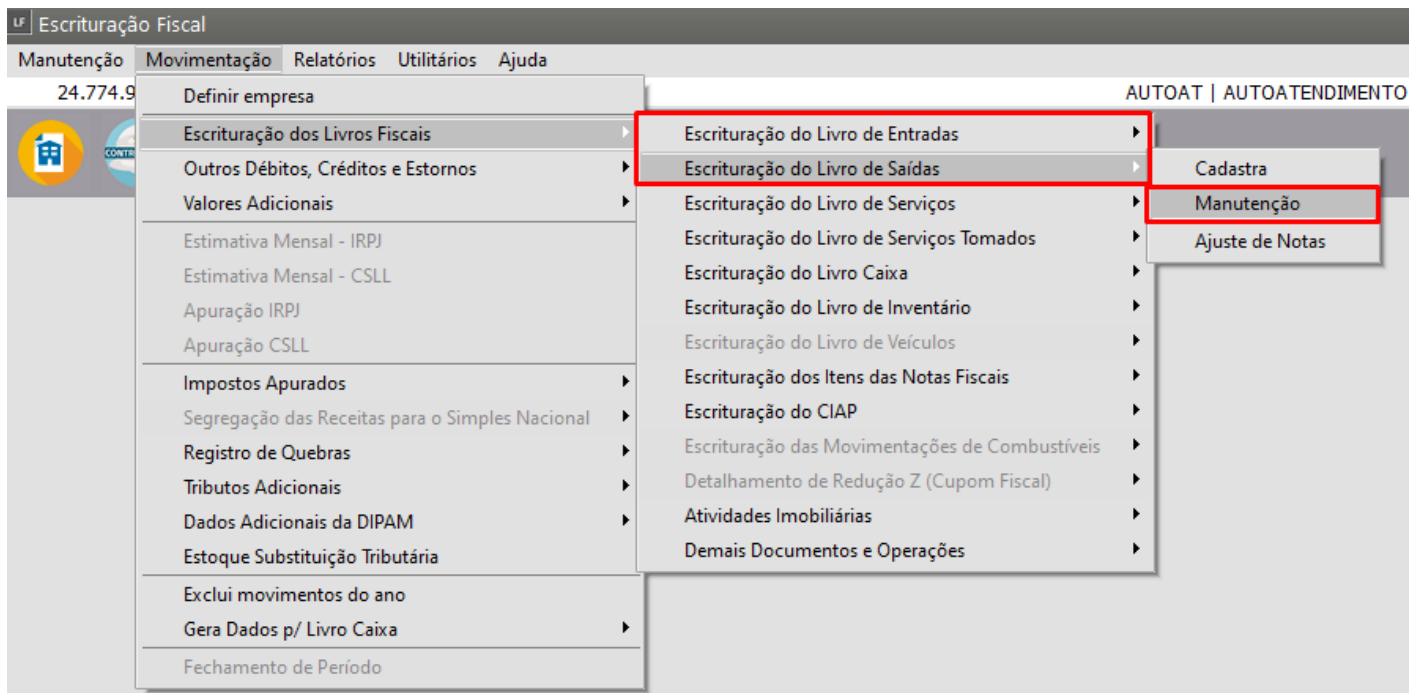 LF Escrituração Fiscal
Manutenção Movimentação Relatórios Utilitários Ajuda
24.774.9
AUTOAT | AUTOATENDIMENTO
CONTR
Definir empresa
Escrituração dos Livros Fiscais
Outros Débitos, Créditos e Estornos
Valores Adicionais
Estimativa Mensal - IRPJ
Estimativa Mensal - CSLL
Apuração IRPJ
Apuração CSLL
Impostos Apurados
Segregação das Receitas para o Simples Nacional
Registro de Quebras
Tributos Adicionais
Dados Adicionais da DIPAM
Estoque Substituição Tributária
Exclui movimentos do ano
Gera Dados p/ Livro Caixa
Fechamento de Período
Escrituração do Livro de Entradas
Escrituração do Livro de Saídas
Escrituração do Livro de Serviços
Escrituração do Livro de Serviços Tomados
Escrituração do Livro Caixa
Escrituração do Livro de Inventário
Escrituração do Livro de Veículos
Escrituração dos Itens das Notas Fiscais
Escrituração do CIAP
Escrituração das Movimentações de Combustíveis
Detalhamento de Redução Z (Cupom Fiscal)
Atividades Imobiliárias
Demais Documentos e Operações
Cadastra
Manutenção
Ajuste de Notas